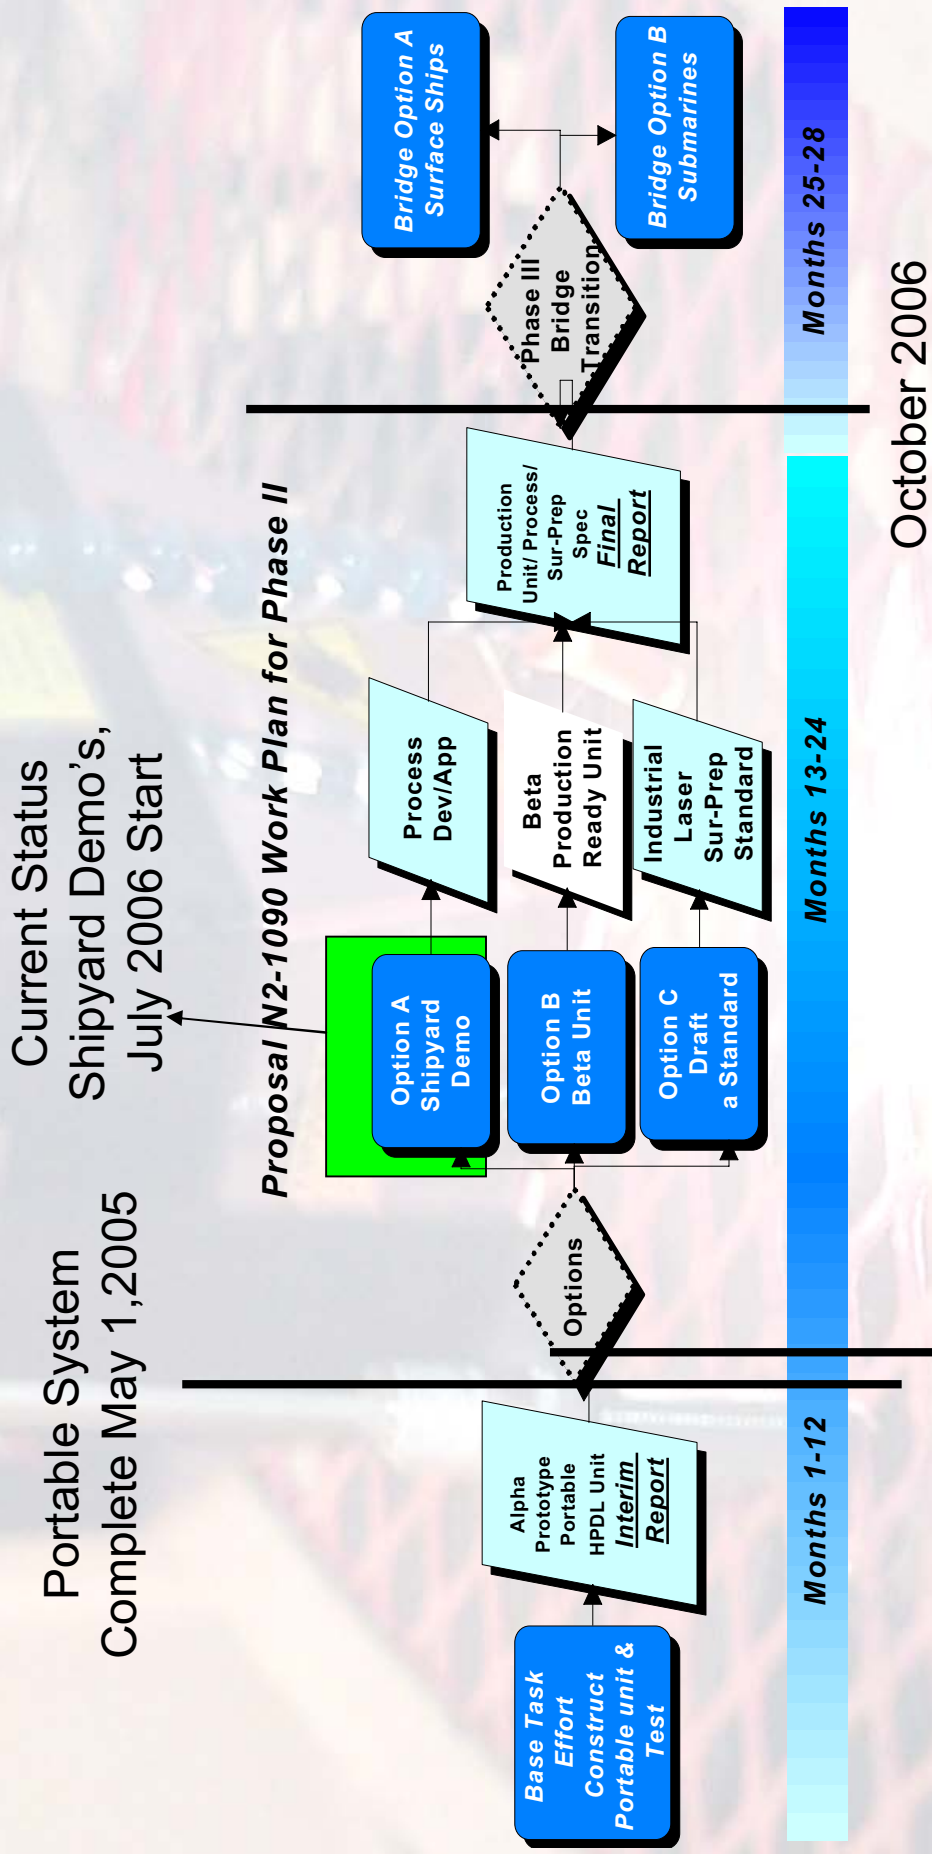 Portable System
Complete May 1,2005
Current Status
Shipyard Demo's,
July 2006 Start
Proposal N2-1090 Work Plan for Phase II
Base Task
Effort
Construct
Portable unit &
Test
Alpha
Prototype
Portable
HPDL Unit
Interim
Report
Options
Option A
Shipyard
Demo
Option B
Beta Unit
Option C
Draft
a Standard
Process
Dev/App
Beta
Production
Ready Unit
Industrial
Laser
Sur-Prep
Standard
Production
Unit/ Process/
Sur-Prep
Spec
Final
Report
Phase III
Bridge
Transition
Bridge Option A
Surface Ships
Bridge Option B
Submarines
Months 1-12
Months 13-24
Months 25-28
October 2006